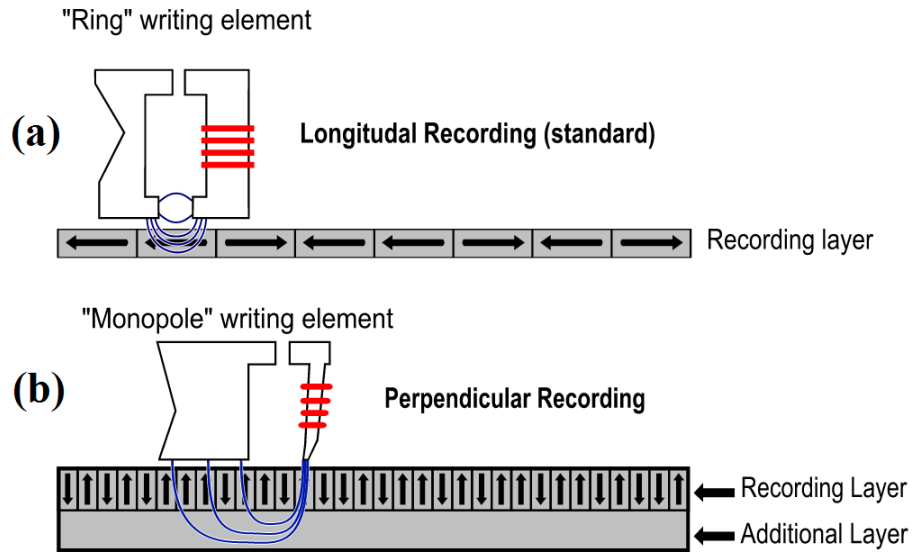 "Ring" writing element
(a)
Longitudal Recording (standard)
Recording layer
"Monopole" writing element
(b)
Perpendicular Recording
Recording Layer
Additional Layer